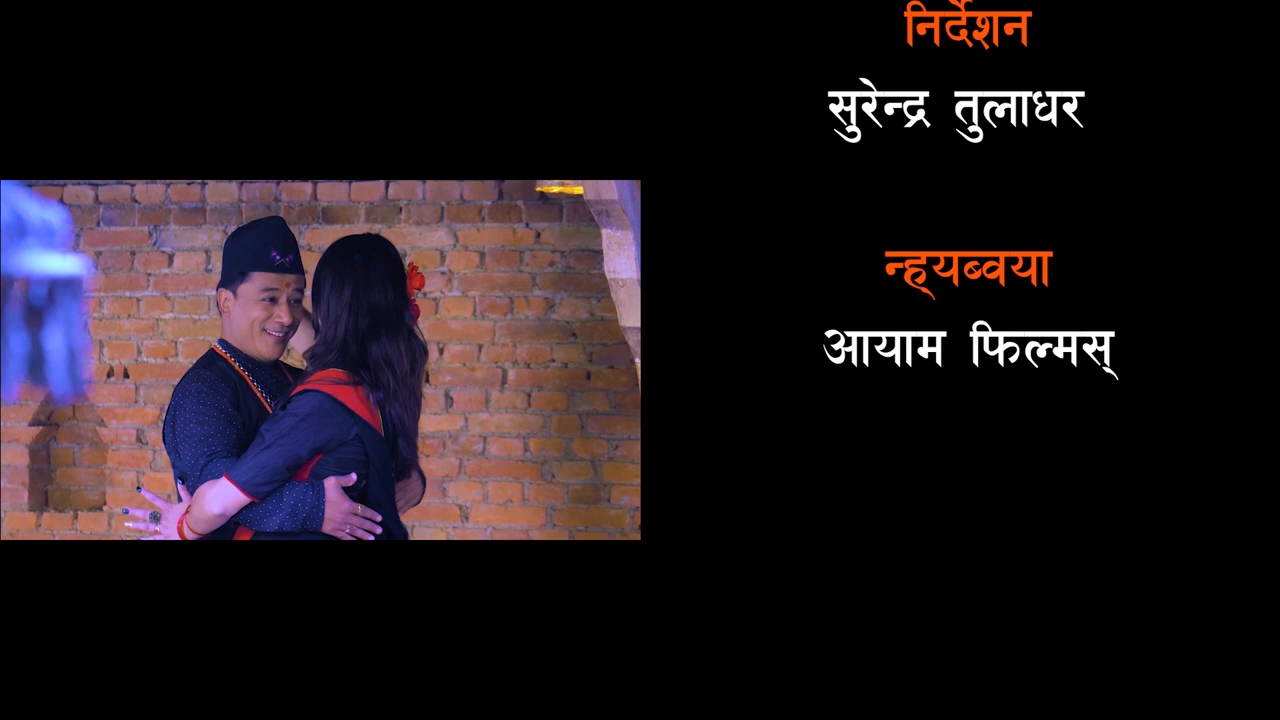 निर्देशन
सुरेन्द्र तुलाधर
न्ह्यब्वया
आयाम फिल्मस्